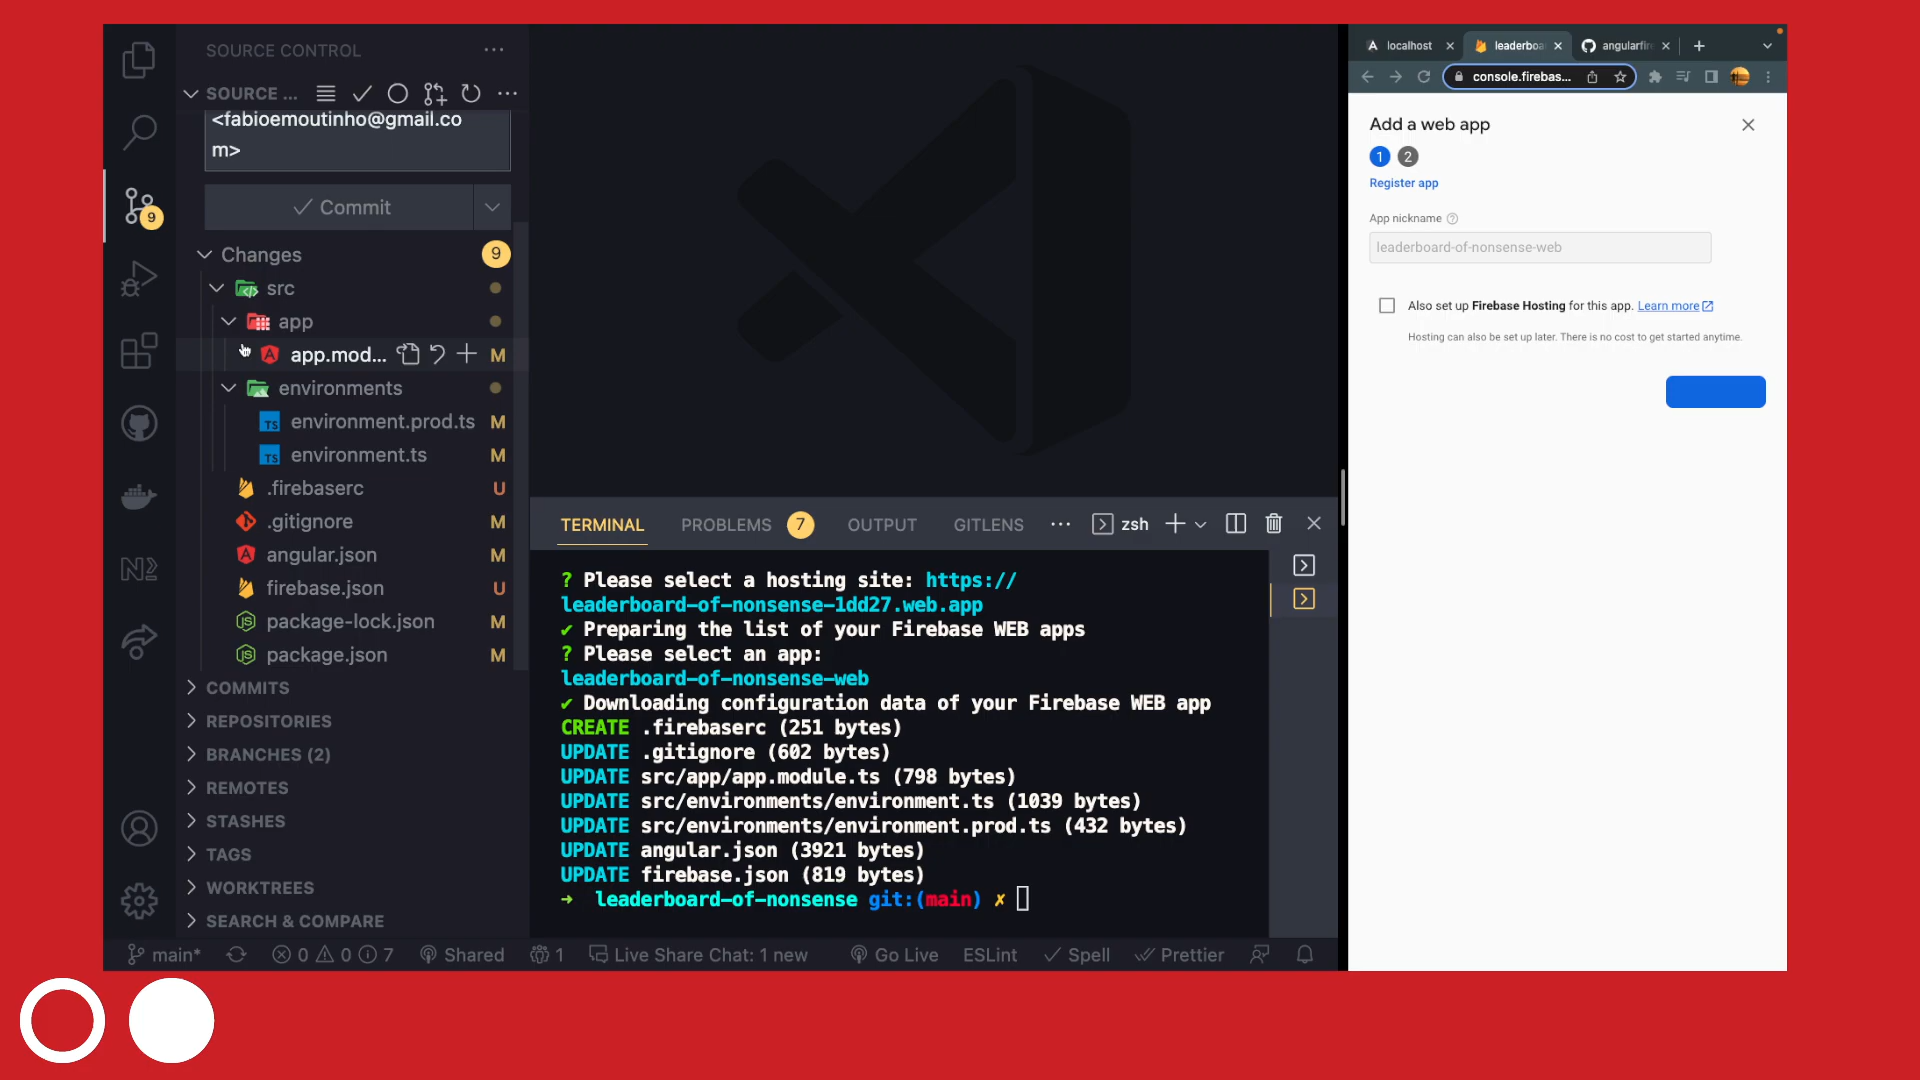 SOURCE CONTROL
SOURCE ...
<fabioemoutinho@gmail.co
m>
Commit
Changes
9
src
app
app.mod...
M
environments
environment.prod.ts
M
environment.ts
M
.firebaserc
U
.gitignore
M
angular.json
M
firebase.json
U
package-lock.json
M
package.json
M
COMMITS
REPOSITORIES
BRANCHES (2)
REMOTES
STASHES
TAGS
WORKTREES
SEARCH & COMPARE
9
TERMINAL
PROBLEMS
7
OUTPUT
GITLENS
zsh
? Please select a hosting site: https://
leaderboard-of-nonsense-1dd27.web.app
✔ Preparing the list of your Firebase WEB apps
? Please select an app:
leaderboard-of-nonsense-web
✔ Downloading configuration data of your Firebase WEB app
CREATE .firebaserc (251 bytes)
UPDATE .gitignore (602 bytes)
UPDATE src/app/app.module.ts (798 bytes)
UPDATE src/environments/environment.ts (1039 bytes)
UPDATE src/environments/environment.prod.ts (432 bytes)
UPDATE angular.json (3921 bytes)
UPDATE firebase.json (819 bytes)
➜ leaderboard-of-nonsense git:(main) ✗
main*
0
0
7
Shared
1
Live Share Chat: 1 new
Go Live
ESLint
Spell
Prettier
localhost
leaderboa
angularfire
console.firebas...
Add a web app
1
2
Register app
App nickname
leaderboard-of-nonsense-web
Also set up Firebase Hosting for this app. Learn more
Hosting can also be set up later. There is no cost to get started anytime.